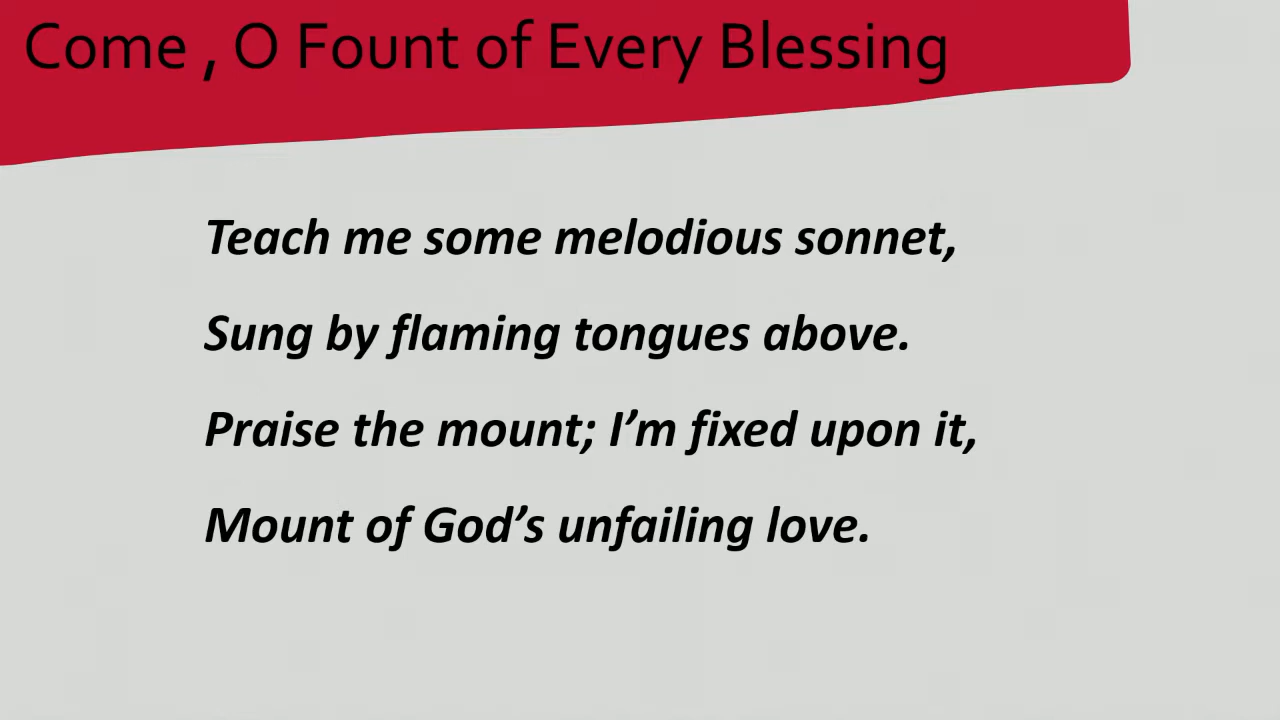 Come , O Fount of Every Blessing
Teach me some melodious sonnet,
Sung by flaming tongues above.
Praise the mount; I’m fixed upon it,
Mount of God’s unfailing love.